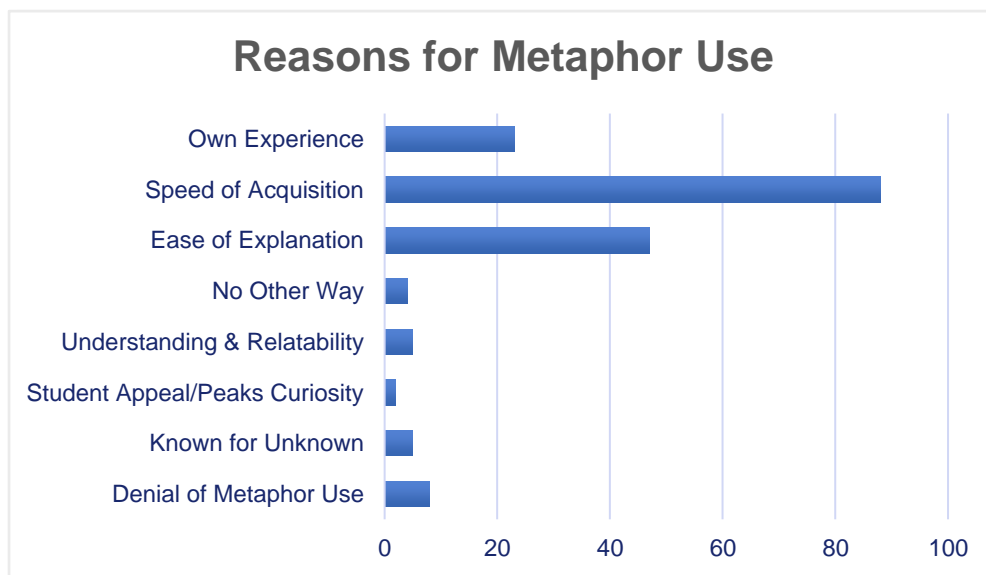 Reasons for Metaphor Use
Own Experience
Speed of Acquisition
Ease of Explanation
No Other Way
Understanding & Relatability
Student Appeal/Peaks Curiosity
Known for Unknown
Denial of Metaphor Use
0 20 40 60 80 100